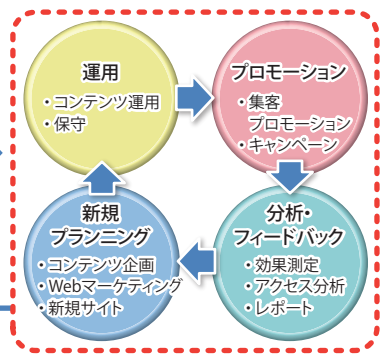 運用
・コンテンツ運用
・保守
プロモーション
・集客
プロモーション
・キャンペーン
新規
プランニング
・コンテンツ企画
・Webマーケティング
・新規サイト
分析・
フィードバック
・効果測定
・アクセス分析
・レポート